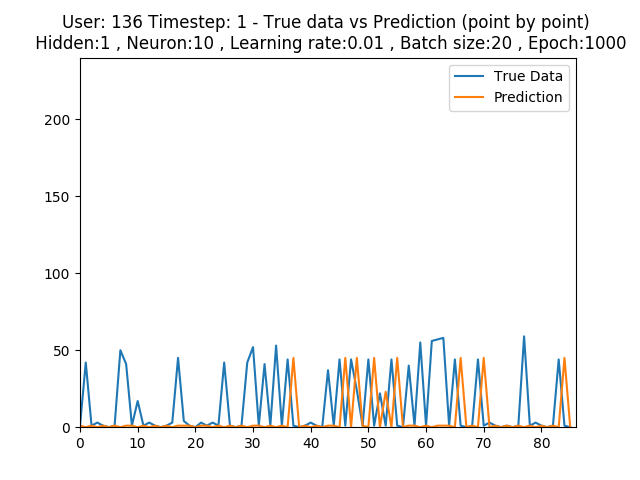 User: 136 Timestep: 1 - True data vs Prediction (point by point)
Hidden:1 , Neuron:10 , Learning rate:0.01 , Batch size:20 , Epoch:1000
True Data
Prediction
200
150
100
50
0
0 10 20 30 40 50 60 70 80